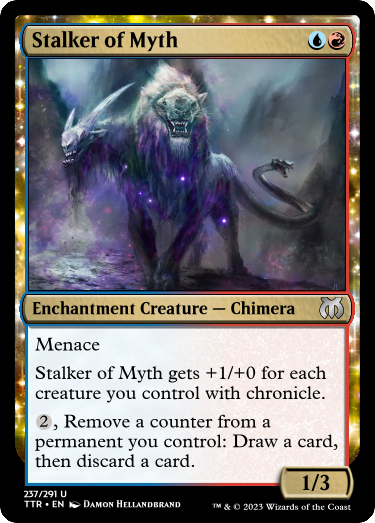 Stalker of Myth
Enchantment Creature — Chimera
Menace
Stalker of Myth gets +1/+0 for each
creature you control with chronicle.
2, Remove a counter from a
permanent you control: Draw a card,
then discard a card.
1/3
237/291 U
TTR • EN Damon Hellandbrand
™ & © 2023 Wizards of the Coast